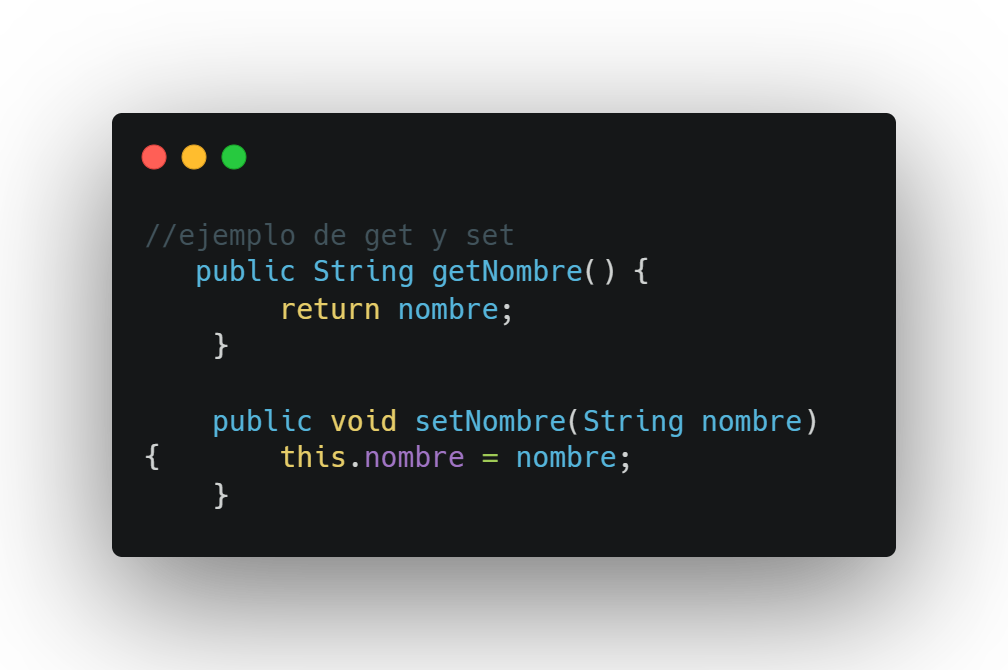 //ejemplo de get y set
   public String getNombre() {
        return nombre;
    }

    public void setNombre(String nombre)
{       this.nombre = nombre;
    }